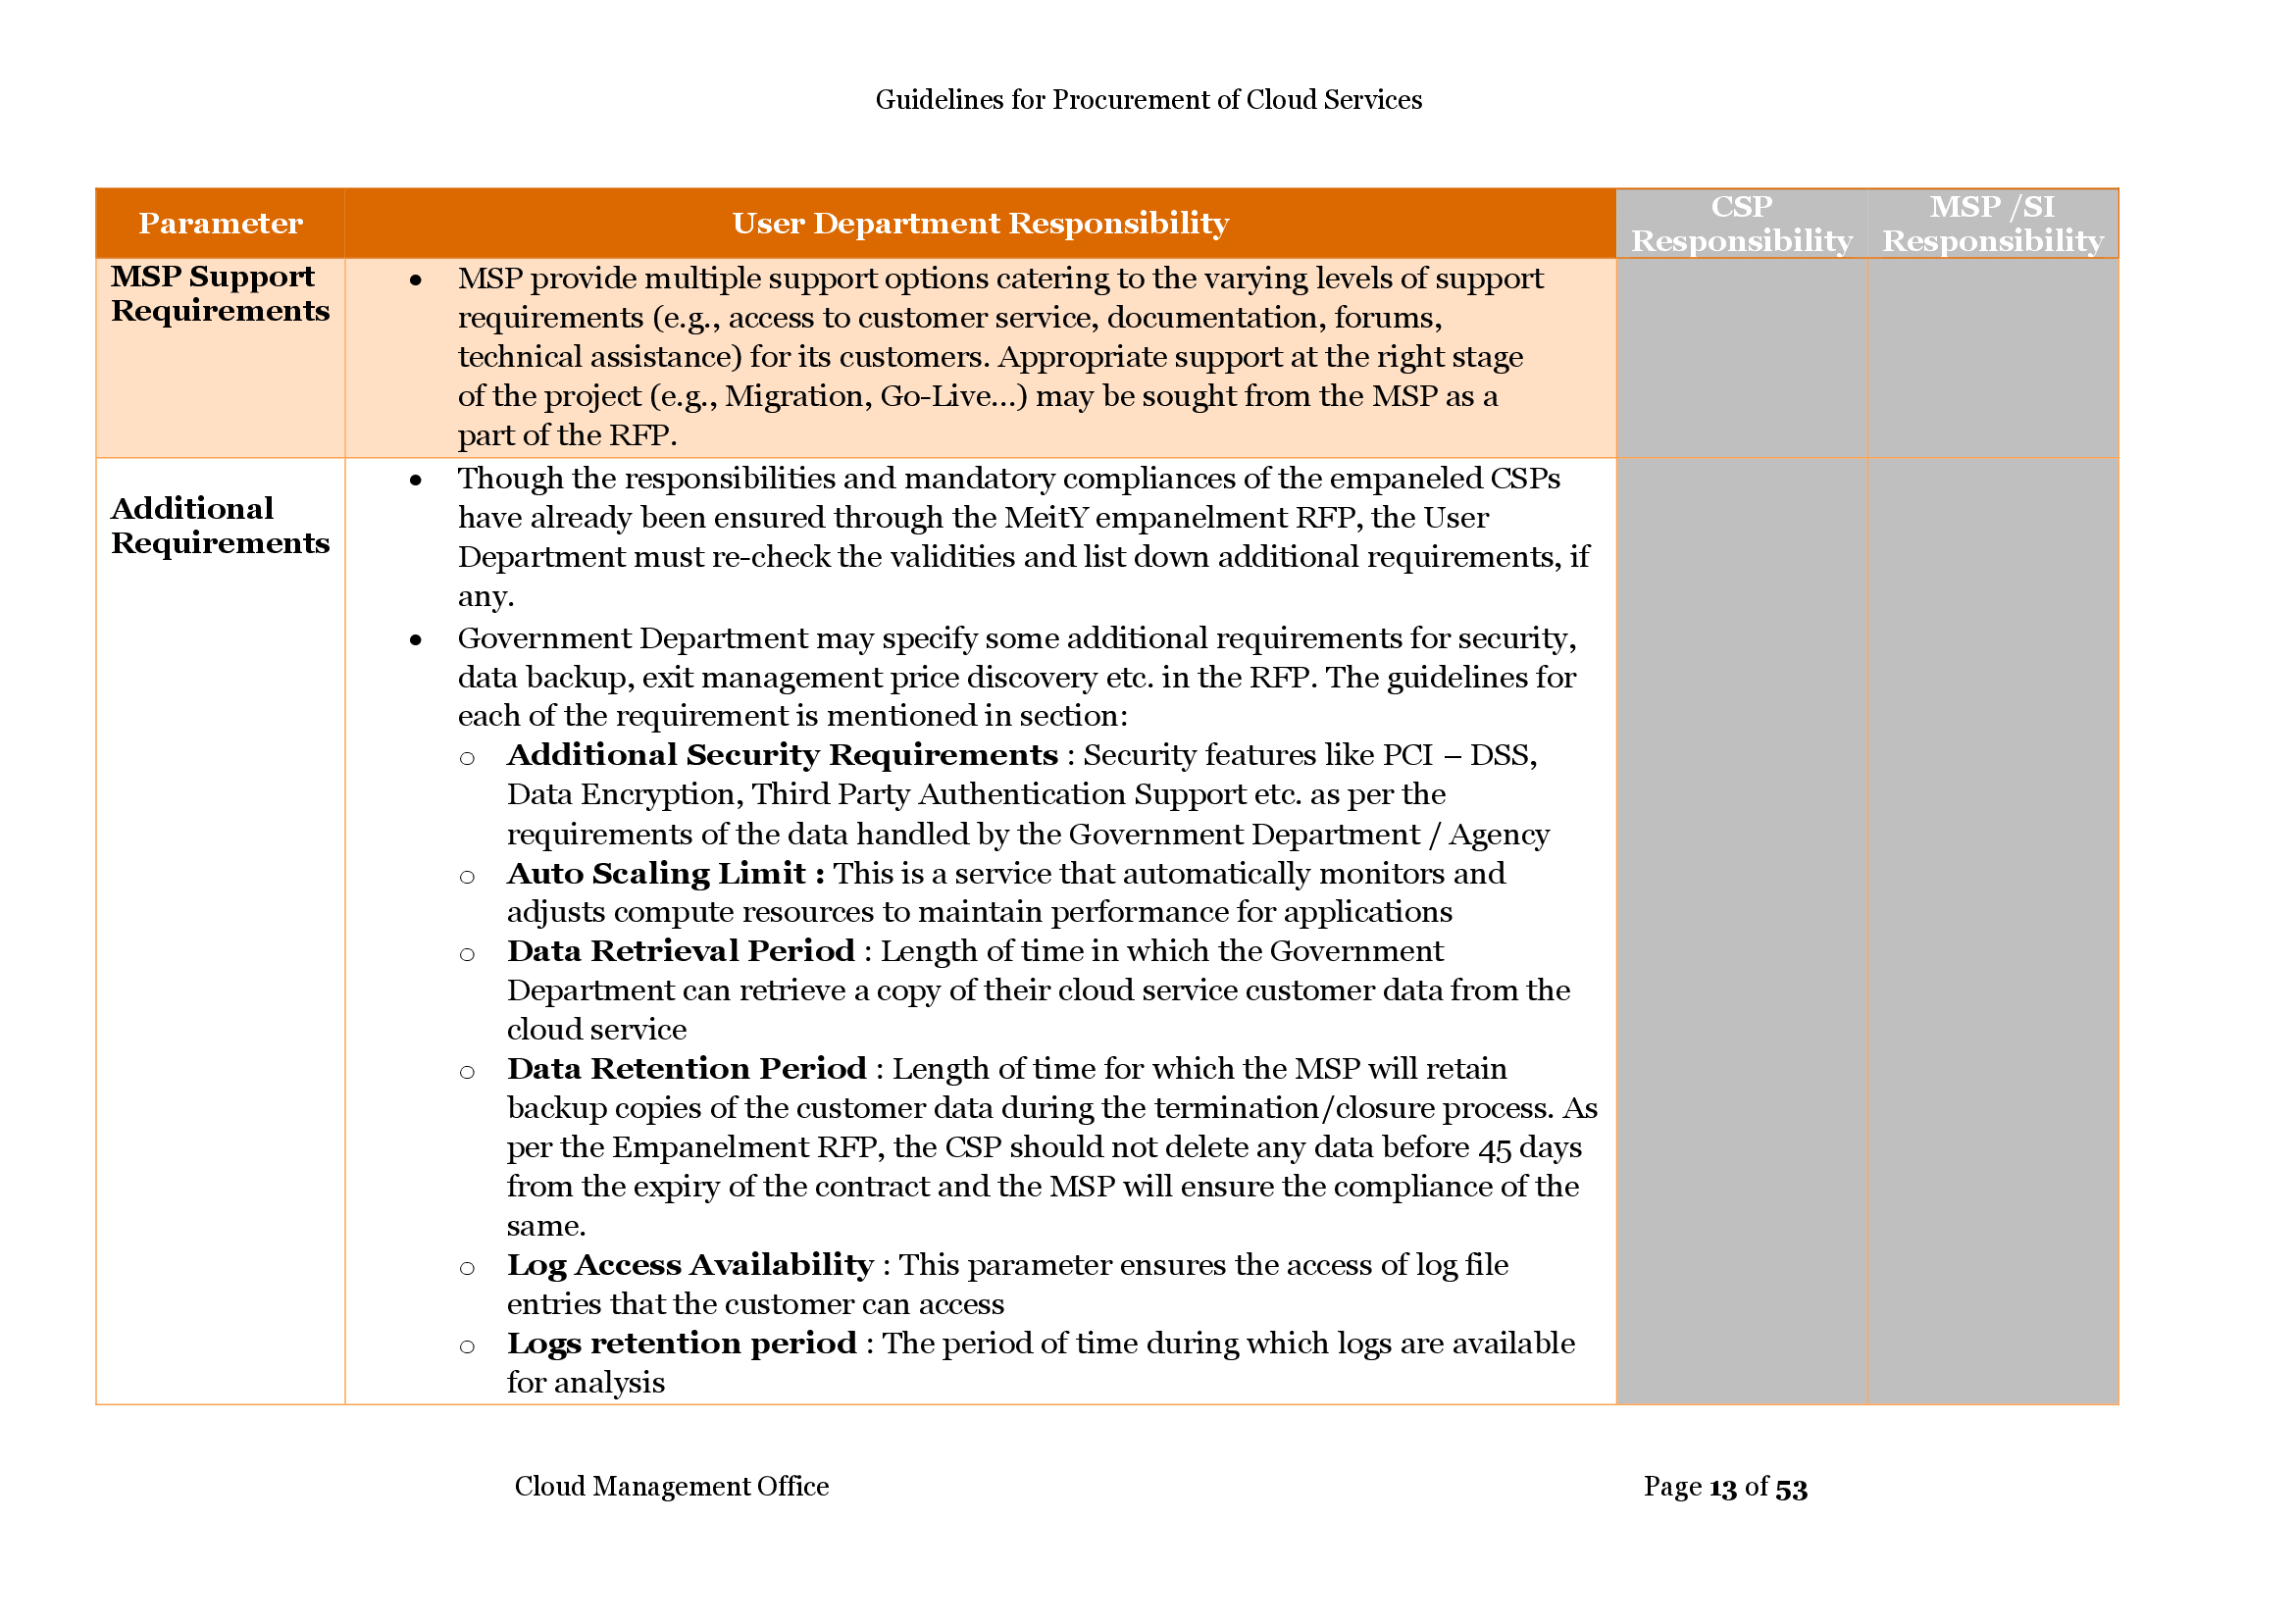 Guidelines for Procurement of Cloud Services
Parameter
User Department Responsibility
CSP
Responsibility
MSP /SI
Responsibility
MSP Support
Requirements
• MSP provide multiple support options catering to the varying levels of support
requirements (e.g., access to customer service, documentation, forums,
technical assistance) for its customers. Appropriate support at the right stage
of the project (e.g., Migration, Go-Live…) may be sought from the MSP as a
part of the RFP.
Additional
Requirements
• Though the responsibilities and mandatory compliances of the empaneled CSPs
have already been ensured through the MeitY empanelment RFP, the User
Department must re-check the validities and list down additional requirements, if
any.
• Government Department may specify some additional requirements for security,
data backup, exit management price discovery etc. in the RFP. The guidelines for
each of the requirement is mentioned in section:
o Additional Security Requirements : Security features like PCI – DSS,
Data Encryption, Third Party Authentication Support etc. as per the
requirements of the data handled by the Government Department / Agency
o Auto Scaling Limit : This is a service that automatically monitors and
adjusts compute resources to maintain performance for applications
o Data Retrieval Period : Length of time in which the Government
Department can retrieve a copy of their cloud service customer data from the
cloud service
o Data Retention Period : Length of time for which the MSP will retain
backup copies of the customer data during the termination/closure process. As
per the Empanelment RFP, the CSP should not delete any data before 45 days
from the expiry of the contract and the MSP will ensure the compliance of the
same.
o Log Access Availability : This parameter ensures the access of log file
entries that the customer can access
o Logs retention period : The period of time during which logs are available
for analysis
Cloud Management Office
Page 13 of 53